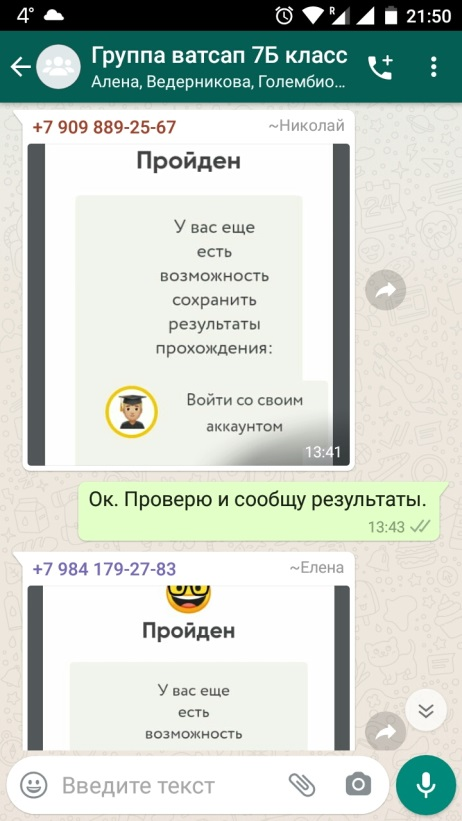 4°
R
21:50
Группа ватсап 7Б класс
Алена, Ведерникова, Голембио...
+7 909 889-25-67 ~Николай
Пройден
У вас еще
есть
возможность
сохранить
результаты
прохождения:
Войти со своим
аккаунтом
13:41
Ок. Проверю и сообщу результаты.
13:43
+7 984 179-27-83 ~Елена
Пройден
У вас еще
есть
возможность
Введите текст